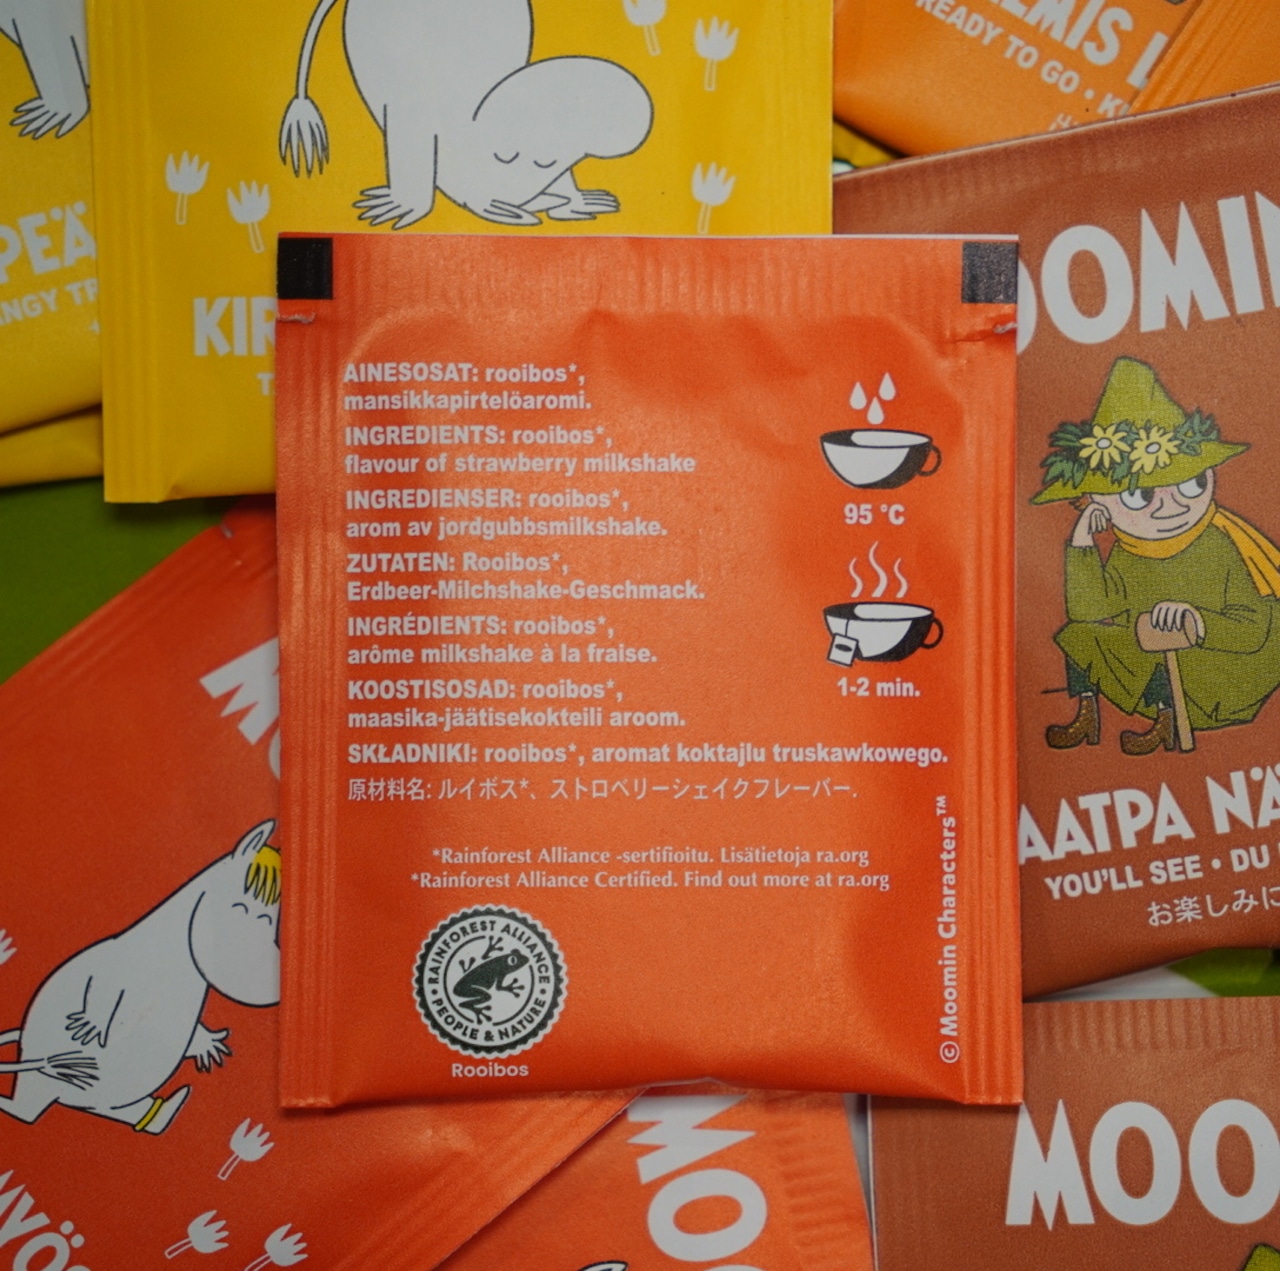 READY TO GO
PEÄ
KIR
AINESOSAT: rooibos*,
mansikkapirtelöaromi.
INGREDIENTS: rooibos*,
flavour of strawberry milkshake
INGREDIENSER: rooibos*,
arom av jordgubbsmilkshake.
ZUTATEN: Rooibos*,
Erdbeer-Milchshake-Geschmack.
INGRÉDIENTS: rooibos*,
arôme milkshake à la fraise.
KOOSTISOSAD: rooibos*,
maasika-jäätisekokteili aroom.
SKŁADNIKI: rooibos*, aromat koktajlu truskawkowego.
原材料名: ルイボス*、ストロベリーシェイクフレーバー.
*Rainforest Alliance -sertifioitu. Lisätietoja ra.org
*Rainforest Alliance Certified. Find out more at ra.org
RAINFOREST ALLIANCE
• PEOPLE & NATURE •
Rooibos
95 °C
1-2 min.
© Moomin Characters™
OOMIN
AATPA NÄ
YOU'LL SEE • DU
お楽しみに
MOO
MOO